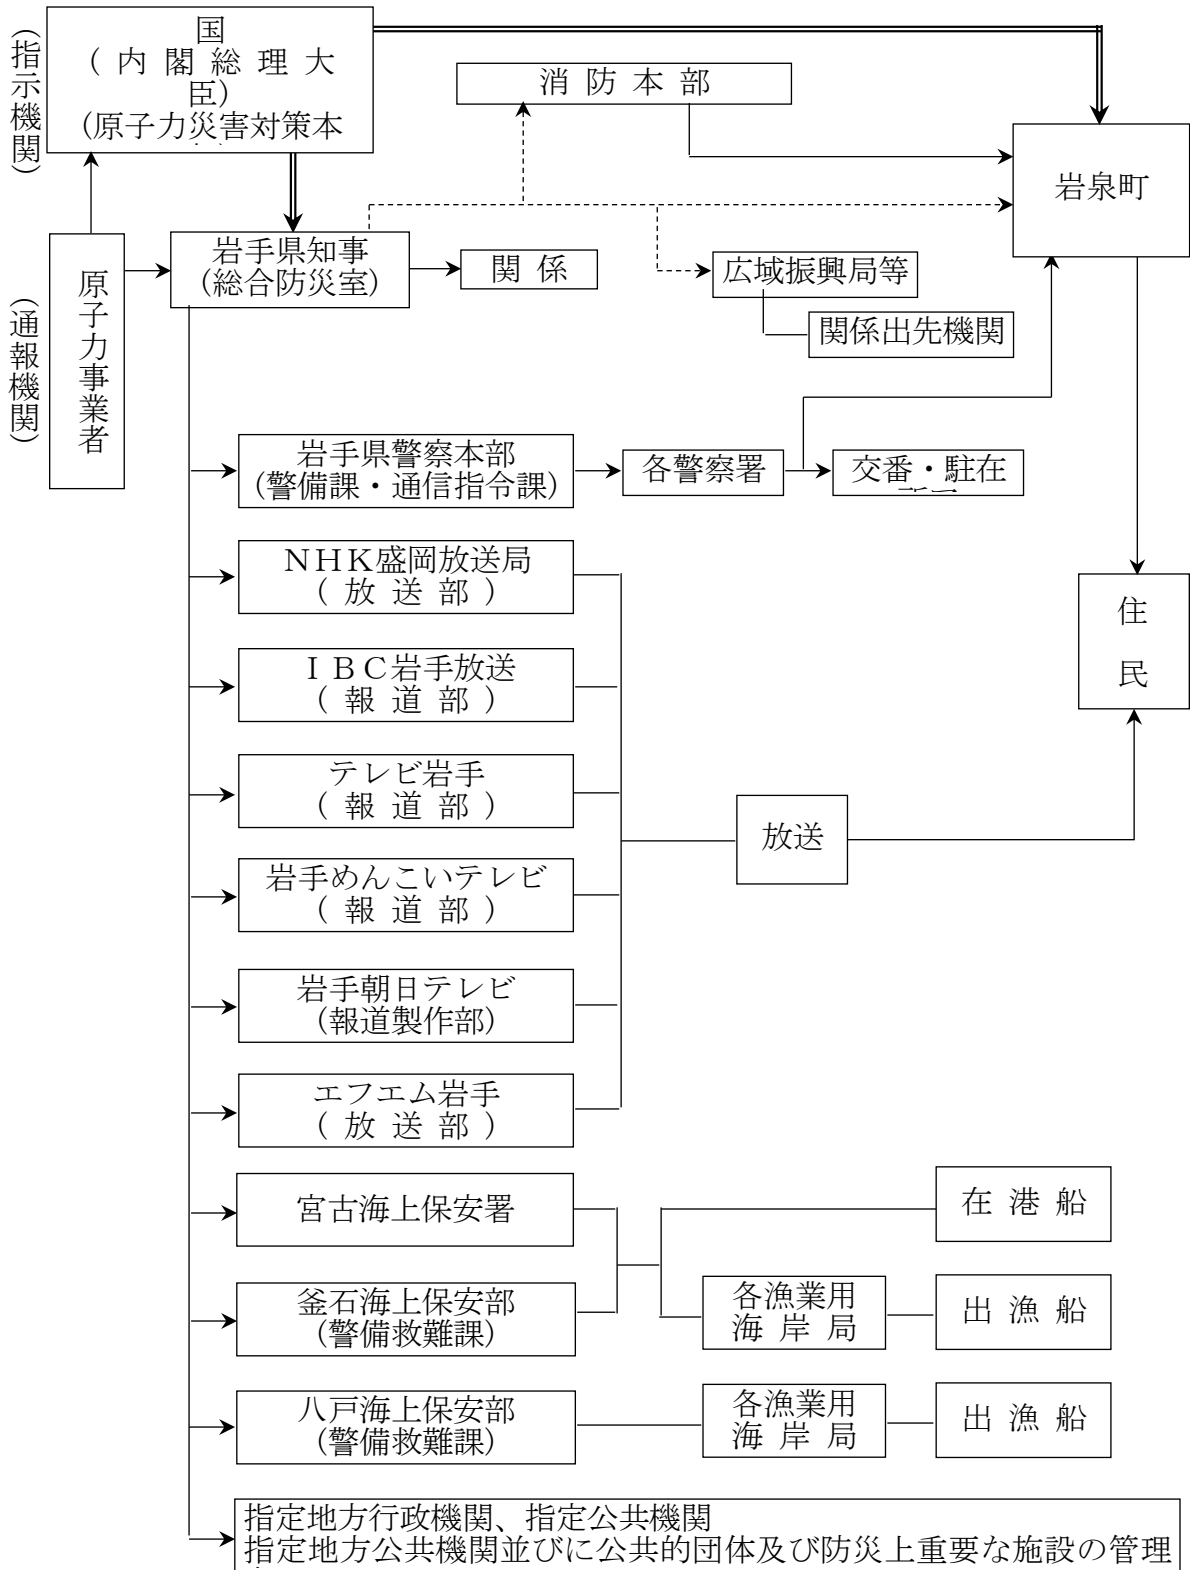 (指示機関)
国
( 内 閣 総 理 大
臣)
(原子力災害対策本
消 防 本 部
岩泉町
岩手県知事
(総合防災室)
関 係
広域振興局等
関係出先機関
(通報機関)
原子力事業者
岩手県警察本部
(警備課・通信指令課)
各警察署
交番・駐在
NHK盛岡放送局
( 放 送 部 )
住
民
IBC岩手放送
( 報 道 部 )
テレビ岩手
( 報 道 部 )
放送
岩手めんこいテレビ
( 報 道 部 )
岩手朝日テレビ
(報道製作部)
エフエム岩手
( 放 送 部 )
宮古海上保安署
在 港 船
釜石海上保安部
(警備救難課)
各漁業用
海 岸 局
出 漁 船
八戸海上保安部
(警備救難課)
各漁業用
海 岸 局
出 漁 船
指定地方行政機関、指定公共機関
指定地方公共機関並びに公共的団体及び防災上重要な施設の管理